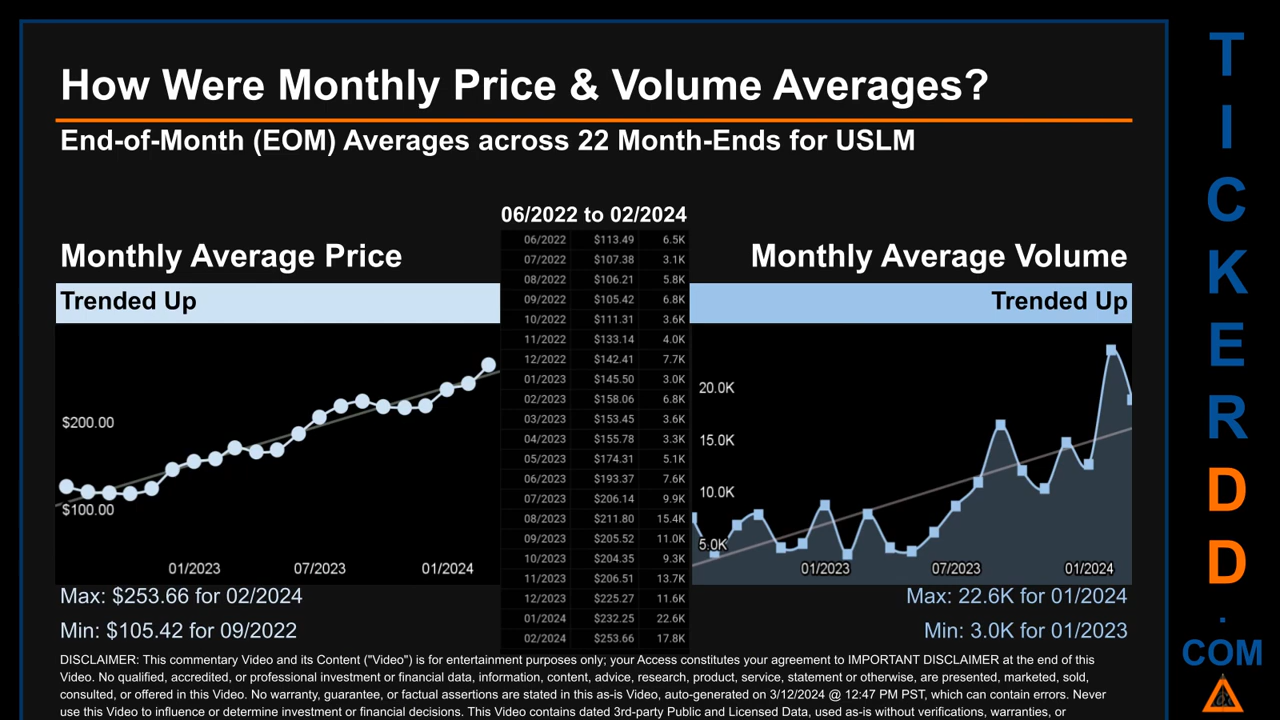 How Were Monthly Price & Volume Averages?
End-of-Month (EOM) Averages across 22 Month-Ends for USLM
06/2022 to 02/2024
Monthly Average Price
Trended Up
$200.00
$100.00
01/2023 07/2023 01/2024
Max: $253.66 for 02/2024
Min: $105.42 for 09/2022
06/2022 $113.49 6.5K
07/2022 $107.38 3.1K
08/2022 $106.21 5.8K
09/2022 $105.42 6.8K
10/2022 $111.31 3.6K
11/2022 $133.14 4.0K
12/2022 $142.41 7.7K
01/2023 $145.50 3.0K
02/2023 $158.06 6.8K
03/2023 $153.45 3.6K
04/2023 $155.78 3.3K
05/2023 $174.31 5.1K
06/2023 $193.37 7.6K
07/2023 $206.14 9.9K
08/2023 $211.80 15.4K
09/2023 $205.52 11.0K
10/2023 $204.35 9.3K
11/2023 $206.51 13.7K
12/2023 $225.27 11.6K
01/2024 $232.25 22.6K
02/2024 $253.66 17.8K
Monthly Average Volume
Trended Up
20.0K
15.0K
10.0K
5.0K
01/2023 07/2023 01/2024
Max: 22.6K for 01/2024
Min: 3.0K for 01/2023
DISCLAIMER: This commentary Video and its Content ("Video") is for entertainment purposes only; your Access constitutes your agreement to IMPORTANT DISCLAIMER at the end of this
Video. No qualified, accredited, or professional investment or financial data, information, content, advice, research, product, service, statement or otherwise, are presented, marketed, sold,
consulted, or offered in this Video. No warranty, guarantee, or factual assertions are stated in this as-is Video, auto-generated on 3/12/2024 @ 12:47 PM PST, which can contain errors. Never
use this Video to influence or determine investment or financial decisions. This Video contains dated 3rd-party Public and Licensed Data, used as-is without verifications, warranties, or
T
I
C
K
E
R
D
D
.
COM